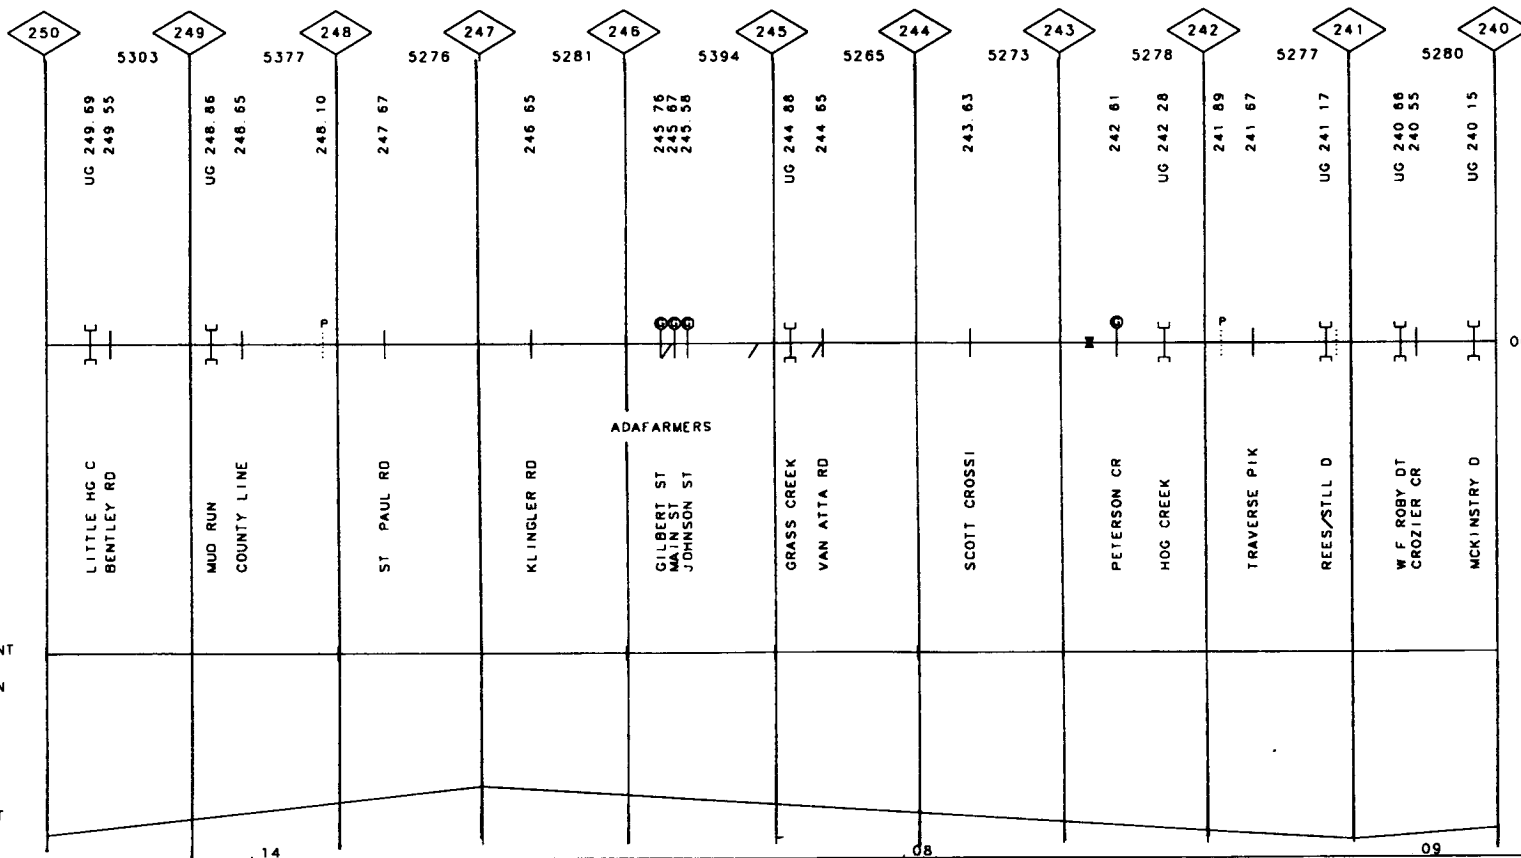 250 249 248 247 246 245 244 243 242 241 240
5303 5377 5276 5281 5394 5265 5273 5278 5277 5280
UG 249.69
249 55
UG 248.86
248.65
248.10
247 67
246 65
245 76
245 67
245.58
UG 244 88
244 65
243.63
242 61
UG 242 28
241 89
241 67
UG 241 17
UG 240 66
240 55
UG 240 15
P
G
G
G
G
P
0
ADAFARMERS
LITTLE HG C
BENTLEY RD
MUD RUN
COUNTY LINE
ST PAUL RD
KLINGLER RD
GILBERT ST
MAIN ST
JOHNSON ST
GRASS CREEK
VAN ATTA RD
SCOTT CROSSI
PETERSON CR
HOG CREEK
TRAVERSE PIK
REES/STLL D
W F ROBY DT
CROZIER CR
MCKINSTRY D
NT
N
T
.14
.08
09